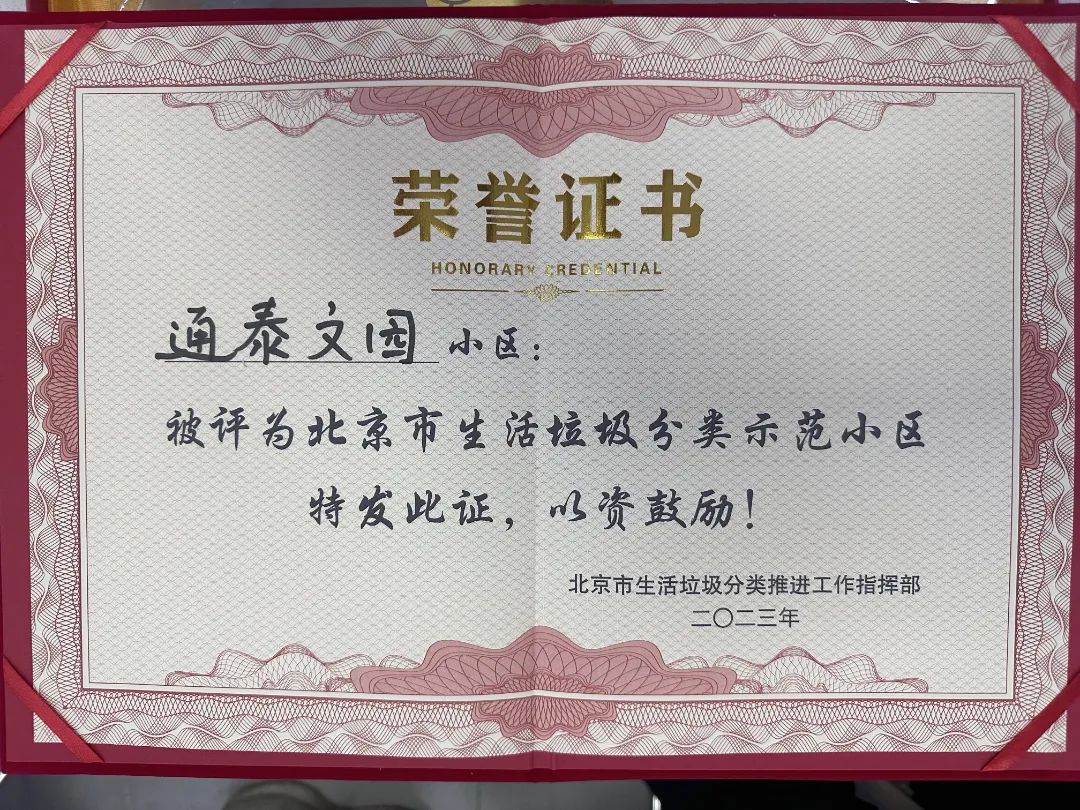 荣誉证书
HONORARY CREDENTIAL
通泰文园小区：
被评为北京市生活垃圾分类示范小区
特发此证，以资鼓励！
北京市生活垃圾分类推进工作指挥部
二〇二三年